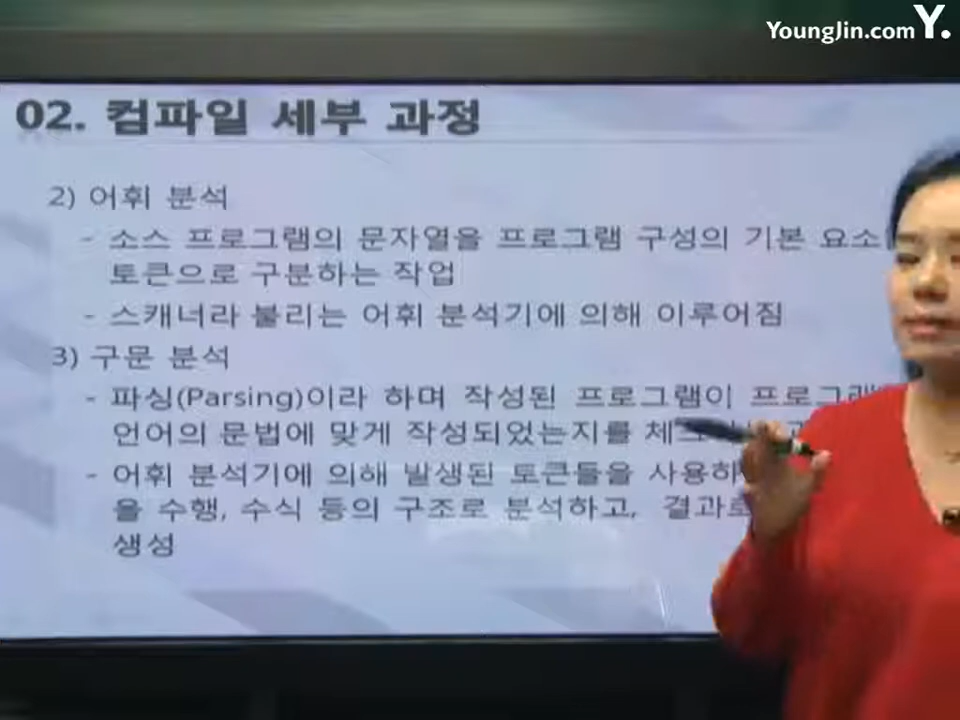 YoungJin.com Y.
02. 컴파일 세부 과정
2) 어휘 분석
- 소스 프로그램의 문자열을 프로그램 구성의 기본 요소
토큰으로 구분하는 작업
- 스캐너라 불리는 어휘 분석기에 의해 이루어짐
3) 구문 분석
- 파싱(Parsing)이라 하며 작성된 프로그램이
언어의 문법에 맞게 작성되었는지를
- 어휘 분석기에 의해 발생된 토큰들을
을 수행, 수식 등의 구조로 분석하고, 결과로
생성